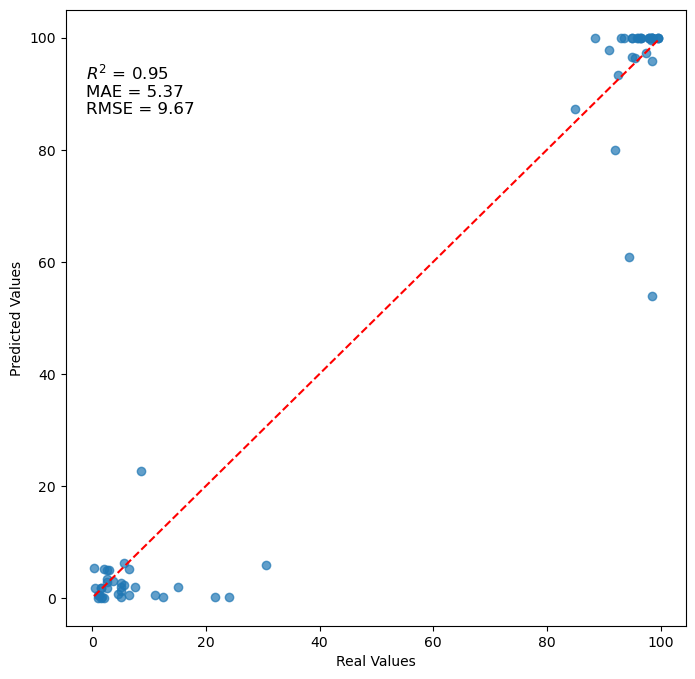 100
R² = 0.95
MAE = 5.37
RMSE = 9.67
80
60
Predicted Values
40
20
0
0 20 40 60 80 100
Real Values